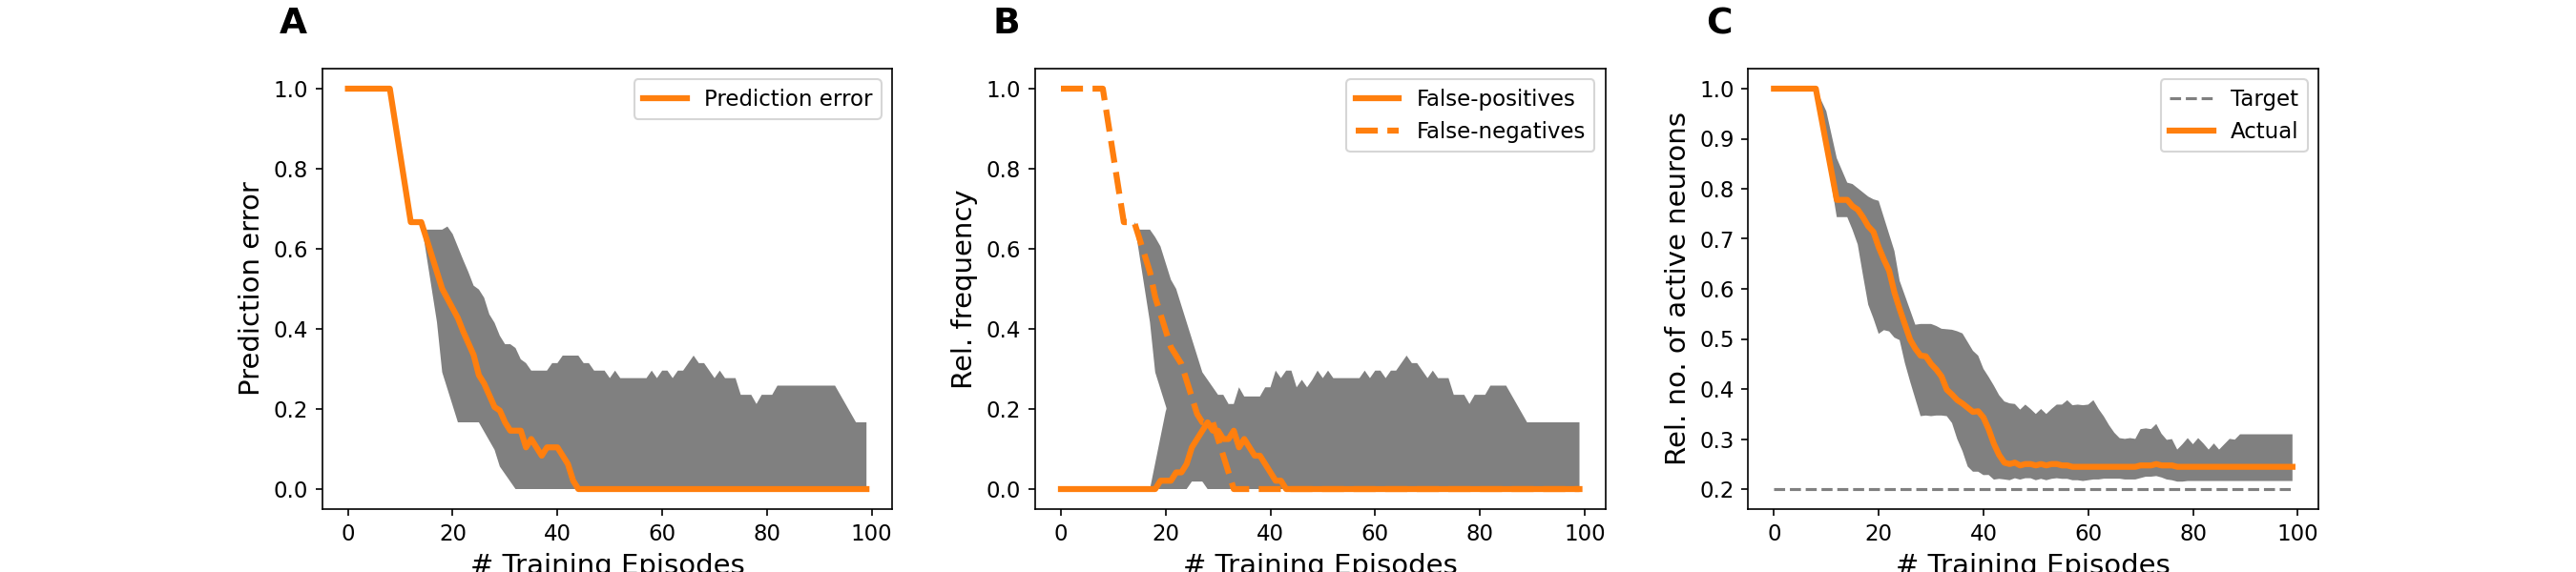 A
B
C
Prediction error
1.0
0.8
0.6
0.4
0.2
0.0
Prediction error
0
20
40
60
80
100
# Training Episodes
Rel. frequency
1.0
0.8
0.6
0.4
0.2
0.0
False-positives
False-negatives
0
20
40
60
80
100
# Training Episodes
Rel. no. of active neurons
1.0
0.9
0.8
0.7
0.6
0.5
0.4
0.3
0.2
Target
Actual
0
20
40
60
80
100
# Training Episodes